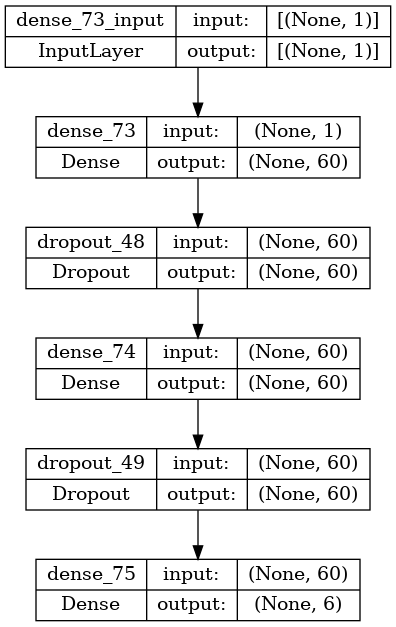 dense_73_input input: [(None, 1)]
InputLayer output: [(None, 1)]
dense_73 input: (None, 1)
Dense output: (None, 60)
dropout_48 input: (None, 60)
Dropout output: (None, 60)
dense_74 input: (None, 60)
Dense output: (None, 60)
dropout_49 input: (None, 60)
Dropout output: (None, 60)
dense_75 input: (None, 60)
Dense output: (None, 6)